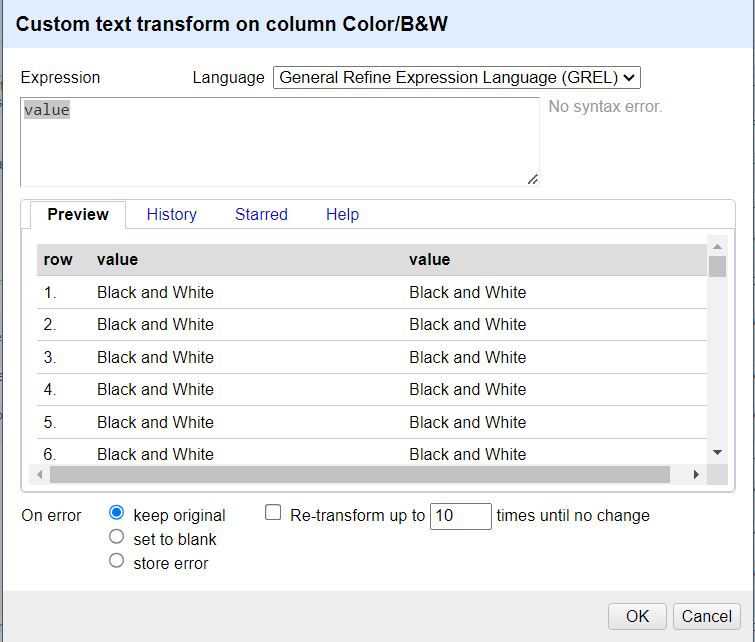 Custom text transform on column Color/B&W
Expression Language General Refine Expression Language (GREL)
value No syntax error.
Preview History Starred Help
row value value
1. Black and White Black and White
2. Black and White Black and White
3. Black and White Black and White
4. Black and White Black and White
5. Black and White Black and White
6. Black and White Black and White
On error keep original Re-transform up to 10 times until no change
set to blank
store error
OK Cancel